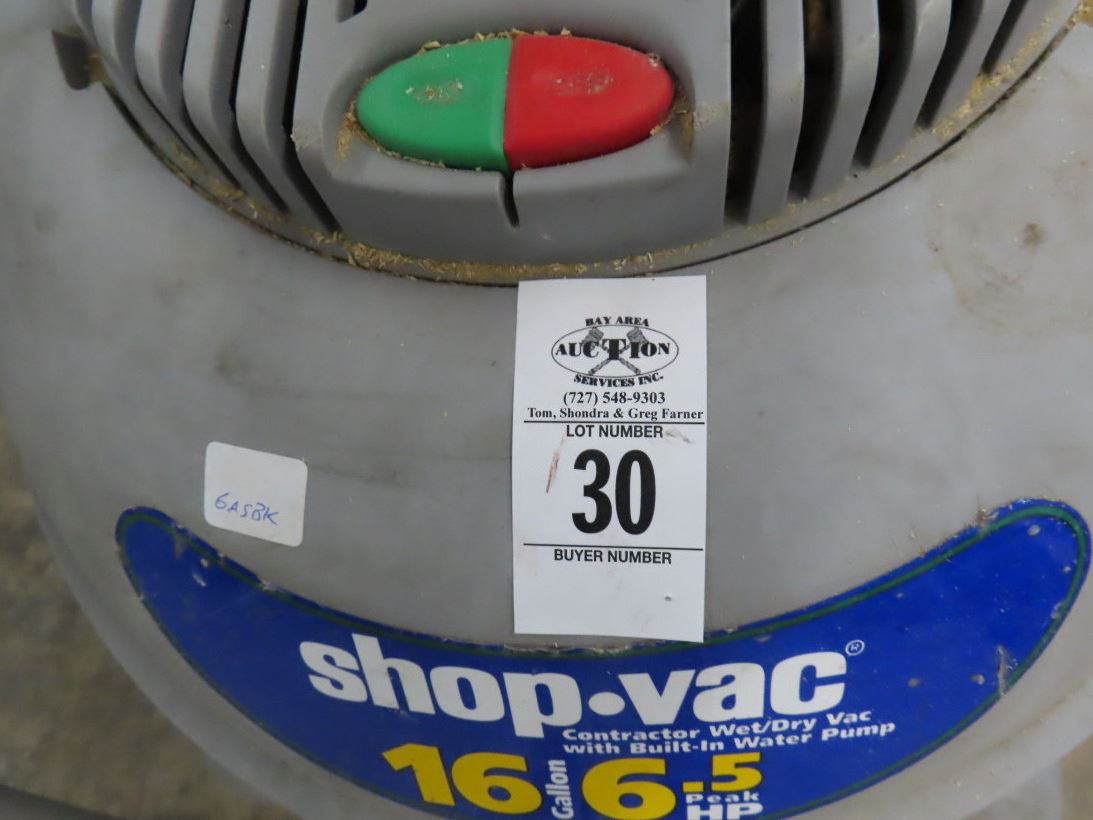 BAY AREA
AUCTION
SERVICES INC.
(727) 548-9303
Tom, Shondra & Greg Farner
LOT NUMBER
30
BUYER NUMBER
6ASBK
shop•vac®
Contractor Wet/Dry Vac
with Built-In Water Pump
16 Gallon 6.5 Peak HP